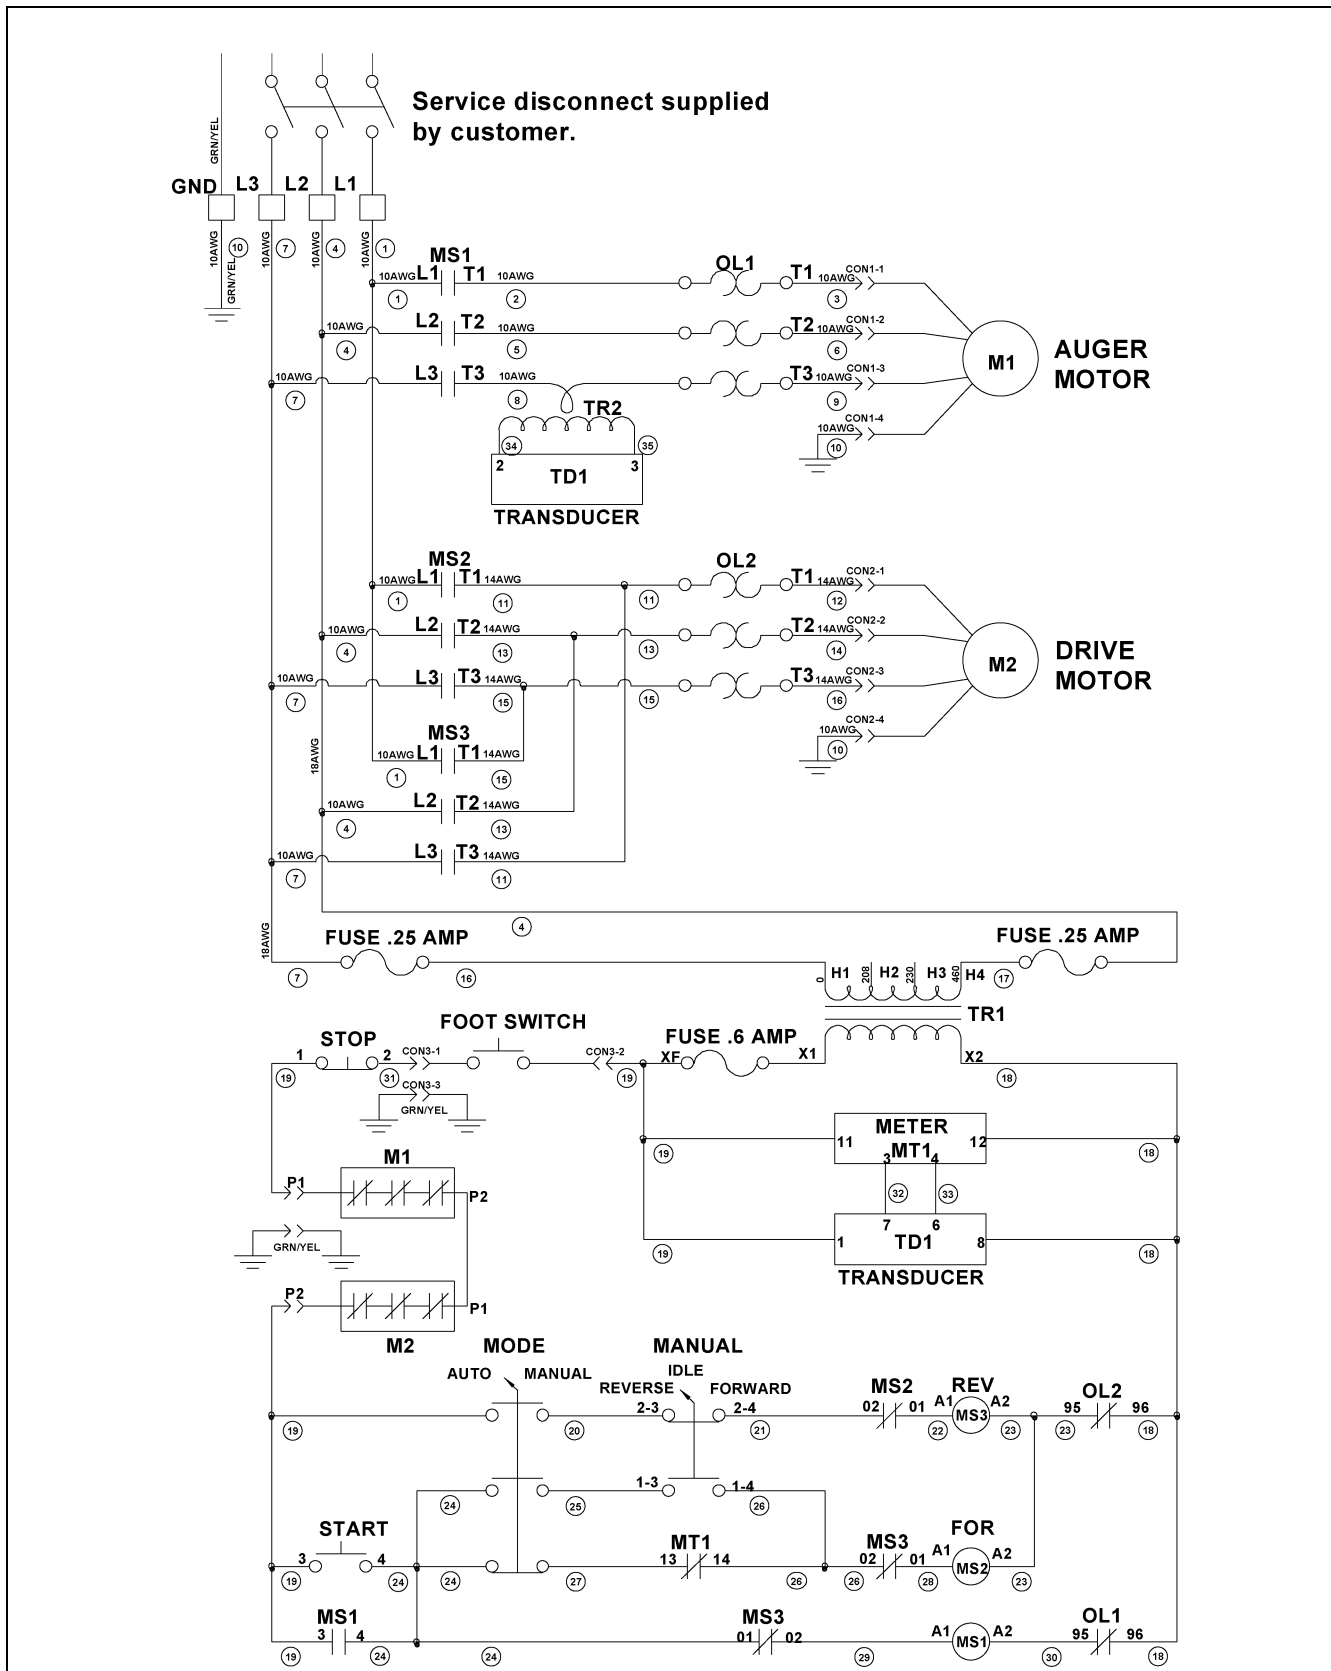 Service disconnect supplied
by customer.
GRN/YEL
GND L3 L2 L1
10AWG 10 10AWG 7 10AWG 4 10AWG 1
GRN/YEL
MS1
10AWG L1 T1 10AWG OL1 T1 10AWG CON1-1
1 2 3
10AWG L2 T2 10AWG T2 10AWG CON1-2
4 5 6
10AWG L3 T3 10AWG T3 10AWG CON1-3
7 8 9
M1
AUGER
MOTOR
TR2
10AWG CON1-4
10
34 35
2 TD1 3
TRANSDUCER
MS2
10AWG L1 T1 14AWG OL2 T1 14AWG CON2-1
1 11 11 12
10AWG L2 T2 14AWG T2 14AWG CON2-2
4 13 13 14
10AWG L3 T3 14AWG T3 14AWG CON2-3
7 15 15 16
M2
DRIVE
MOTOR
10AWG CON2-4
10
MS3
18AWG
10AWG L1 T1 14AWG
1 15
10AWG L2 T2 14AWG
4 13
10AWG L3 T3 14AWG
7 11
4
18AWG
FUSE .25 AMP FUSE .25 AMP
7 16 0 H1 208 H2 230 H3 460 H4 17
TR1
STOP FOOT SWITCH FUSE .6 AMP
1 2 CON3-1 CON3-2 XF X1 X2
19 31 19 18
CON3-3
GRN/YEL
METER
11 MT1 12
19 3 4 18
32 33
7 6
1 TD1 8
19 18
TRANSDUCER
M1
P1 P2
GRN/YEL
P2 P1
M2
MODE MANUAL
AUTO MANUAL IDLE
REVERSE FORWARD
2-3 2-4
MS2 REV OL2
02 01 A1 MS3 A2 95 96
19 20 21 22 23 23 18
1-3 1-4
24 25 26
START MT1 MS3 FOR
3 4 13 14 02 01 A1 MS2 A2
19 24 24 27 26 26 28 23
MS1 MS3 OL1
3 4 01 02 A1 MS1 A2 95 96
19 24 24 29 30 18